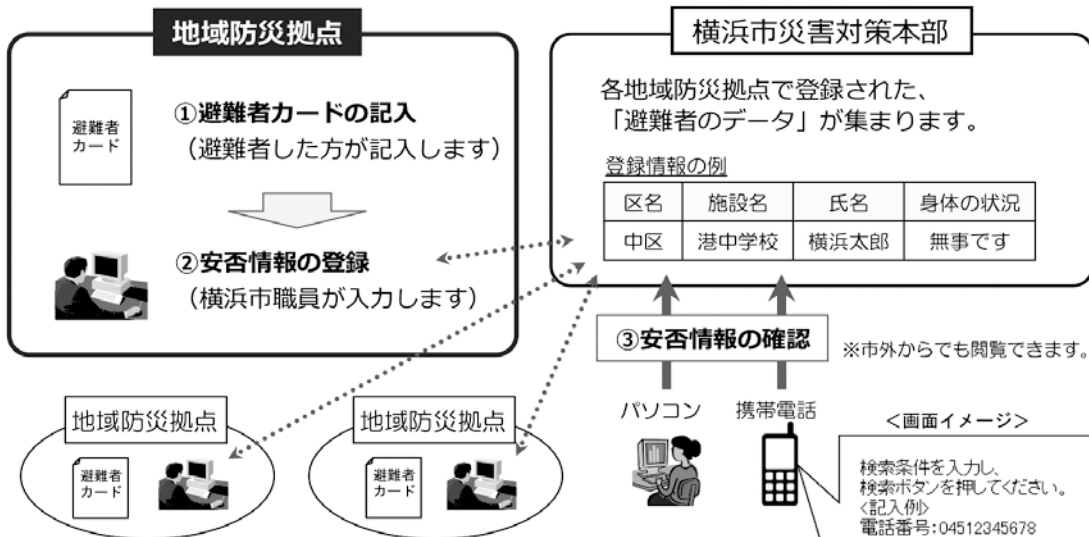 地域防災拠点
避難者
カード
①避難者カードの記入
（避難者した方が記入します）
②安否情報の登録
（横浜市職員が入力します）
横浜市災害対策本部
各地域防災拠点で登録された、
「避難者のデータ」が集まります。
登録情報の例
区名 施設名 氏名 身体の状況
中区 港中学校 横浜太郎 無事です
③安否情報の確認
※市外からでも閲覧できます。
地域防災拠点
避難者
カード
地域防災拠点
避難者
カード
パソコン
携帯電話
＜画面イメージ＞
検索条件を入力し、
検索ボタンを押してください。
<記入例>
電話番号:04512345678